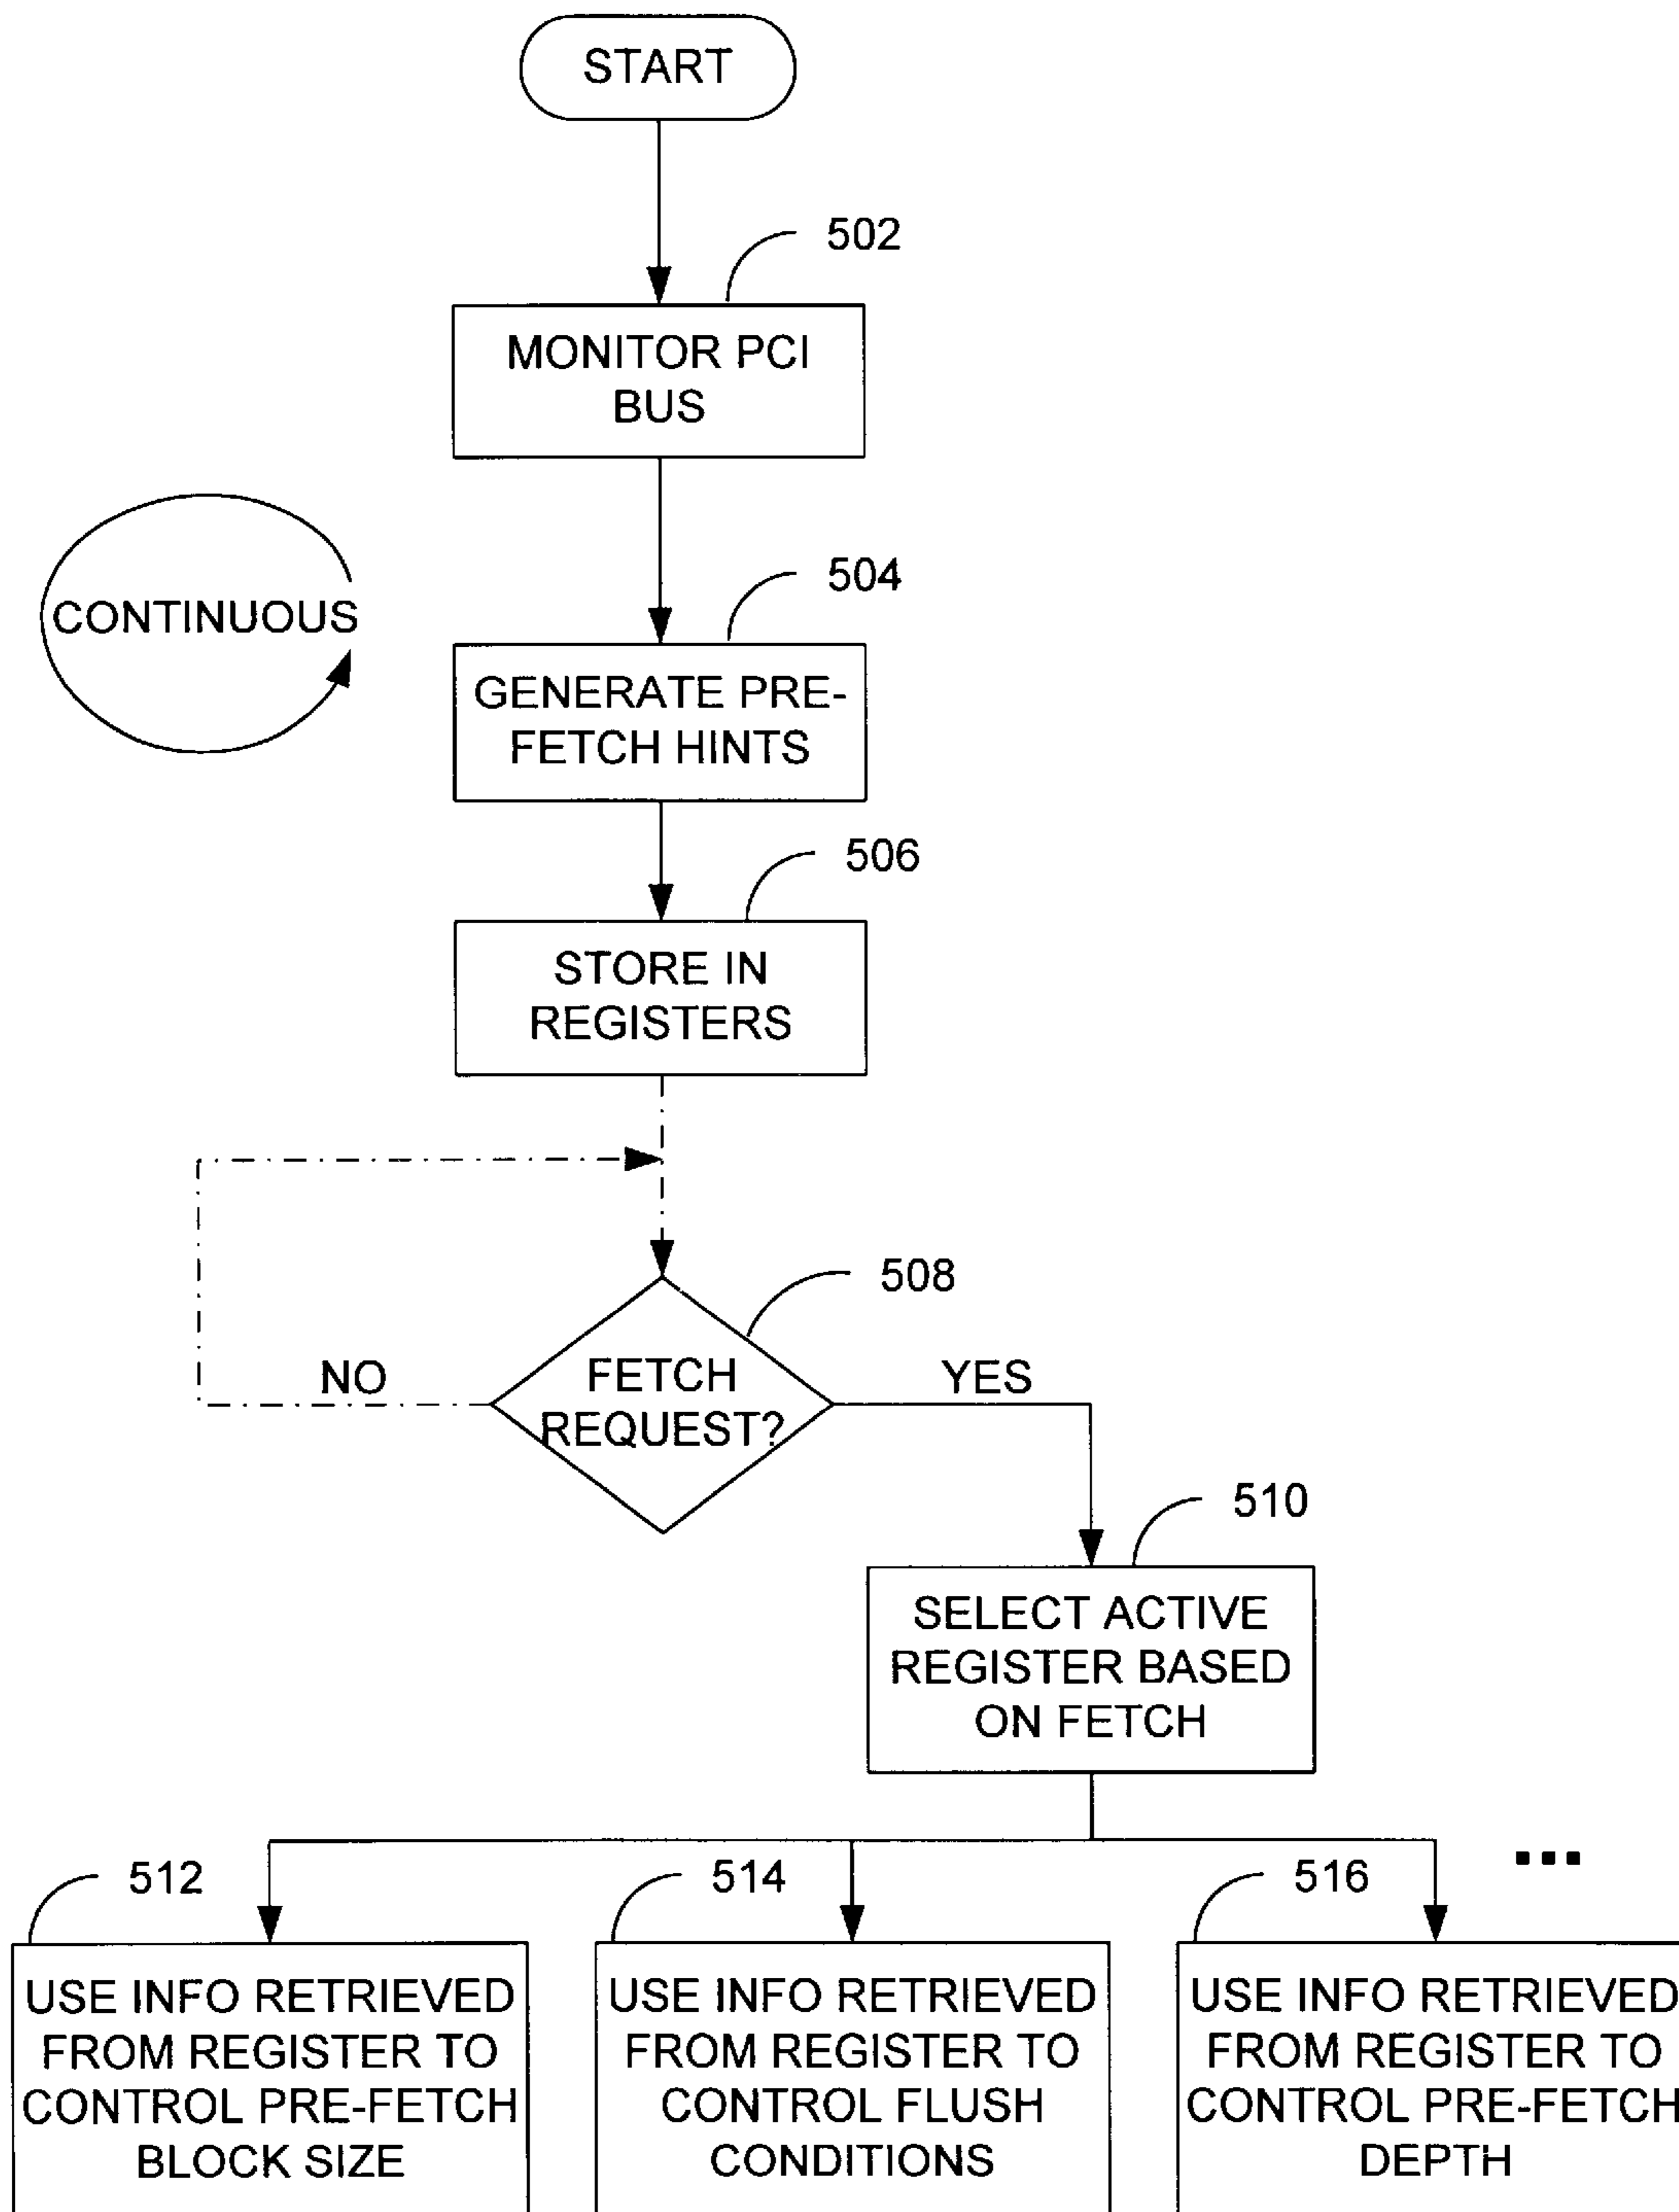 START
502
MONITOR PCI
BUS
CONTINUOUS
504
GENERATE PRE-
FETCH HINTS
506
STORE IN
REGISTERS
508
FETCH
REQUEST?
NO
YES
510
SELECT ACTIVE
REGISTER BASED
ON FETCH
...
512
USE INFO RETRIEVED
FROM REGISTER TO
CONTROL PRE-FETCH
BLOCK SIZE
514
USE INFO RETRIEVED
FROM REGISTER TO
CONTROL FLUSH
CONDITIONS
516
USE INFO RETRIEVED
FROM REGISTER TO
CONTROL PRE-FETCH
DEPTH